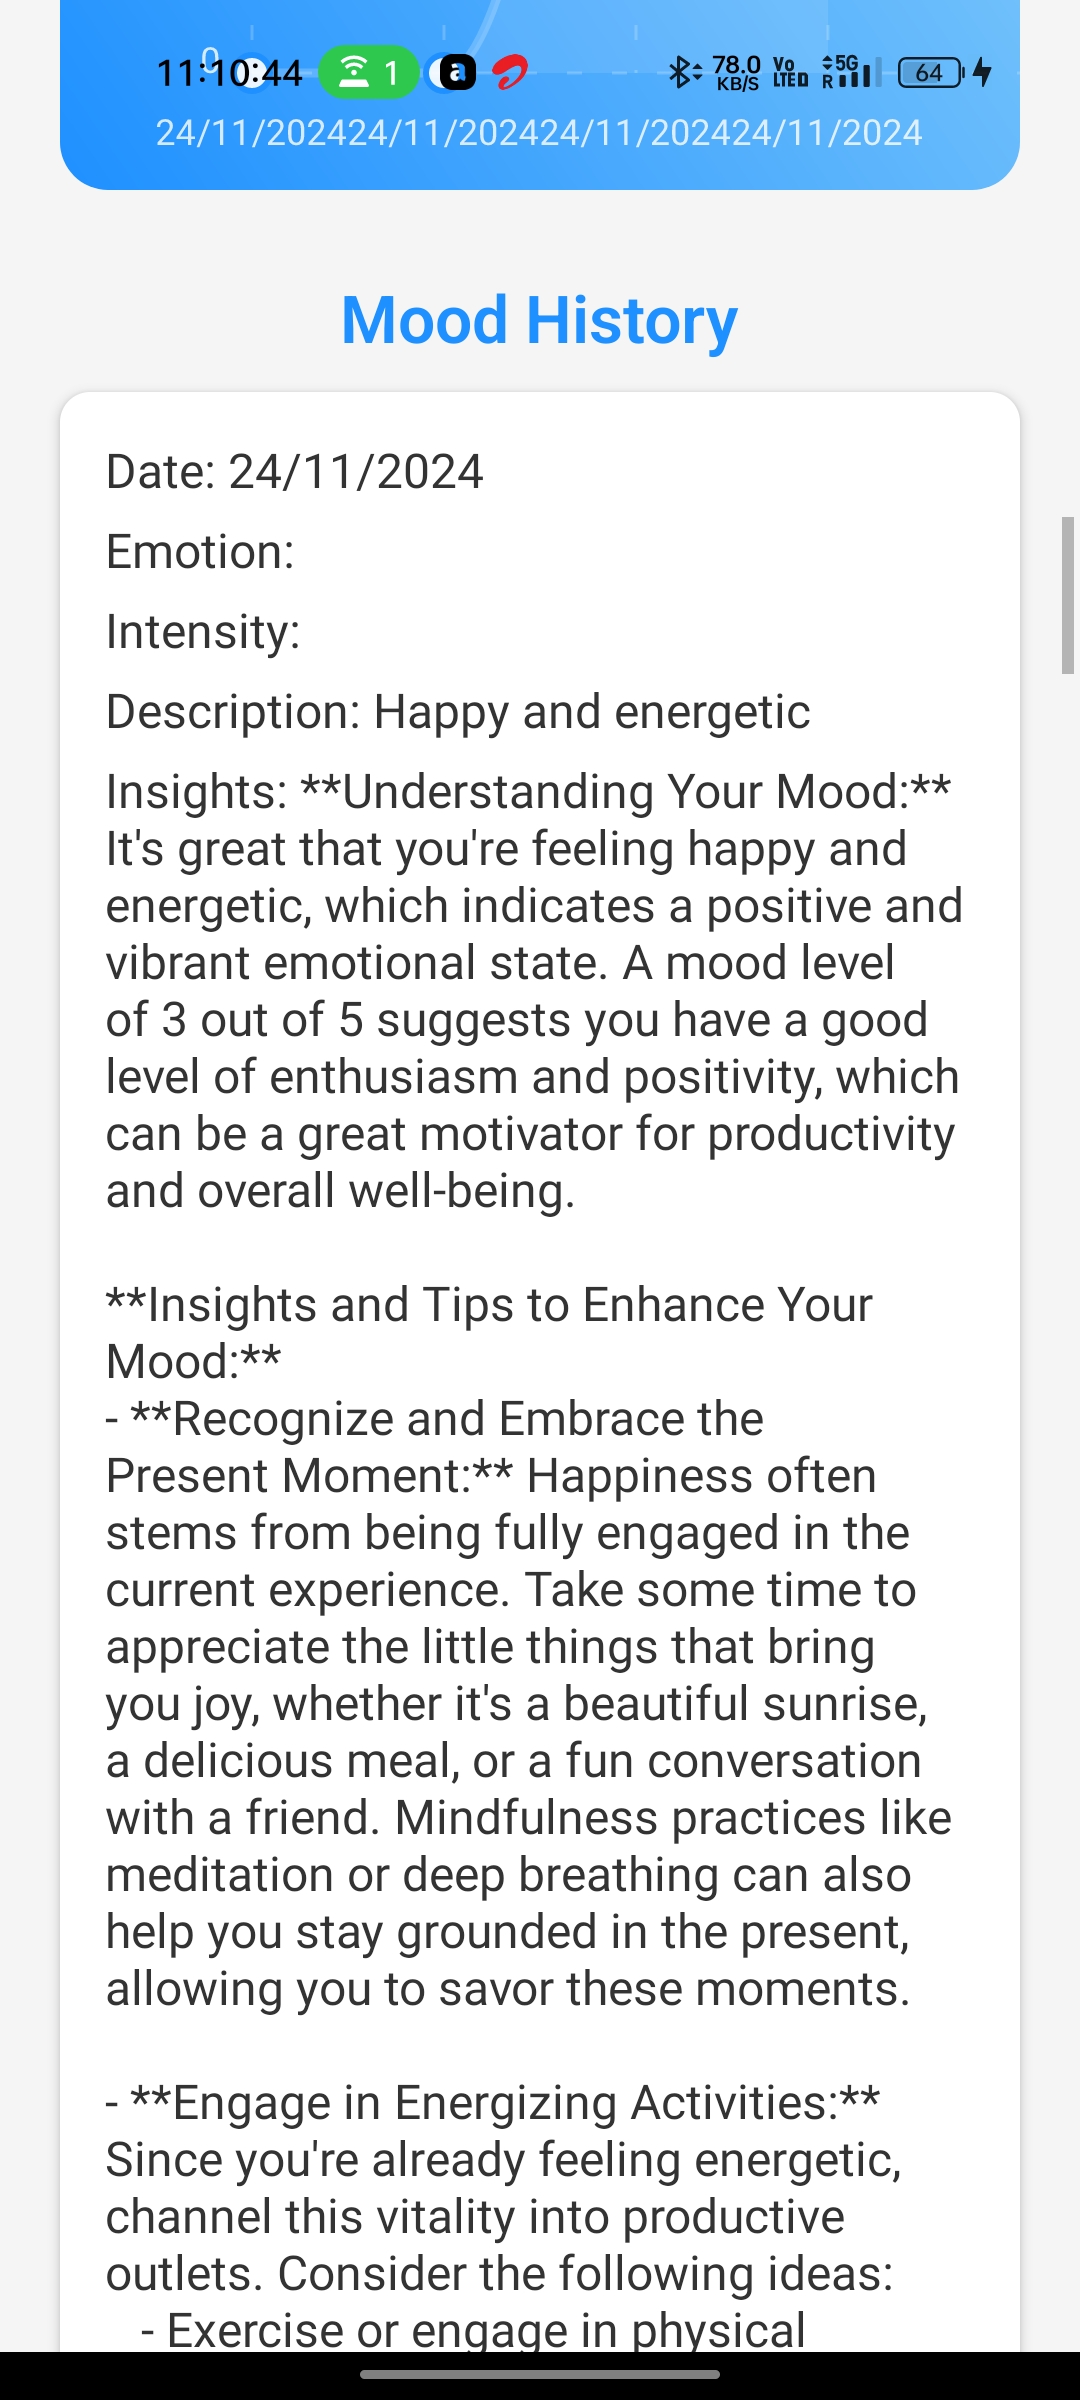 0
11:10:44 1 a 78.0 KB/S Vo LTE D 5G R 64
24/11/202424/11/202424/11/202424/11/2024
Mood History
Date: 24/11/2024
Emotion:
Intensity:
Description: Happy and energetic
Insights: **Understanding Your Mood:**
It's great that you're feeling happy and
energetic, which indicates a positive and
vibrant emotional state. A mood level
of 3 out of 5 suggests you have a good
level of enthusiasm and positivity, which
can be a great motivator for productivity
and overall well-being.
**Insights and Tips to Enhance Your
Mood:**
- **Recognize and Embrace the
Present Moment:** Happiness often
stems from being fully engaged in the
current experience. Take some time to
appreciate the little things that bring
you joy, whether it's a beautiful sunrise,
a delicious meal, or a fun conversation
with a friend. Mindfulness practices like
meditation or deep breathing can also
help you stay grounded in the present,
allowing you to savor these moments.
- **Engage in Energizing Activities:**
Since you're already feeling energetic,
channel this vitality into productive
outlets. Consider the following ideas:
- Exercise or engage in physical